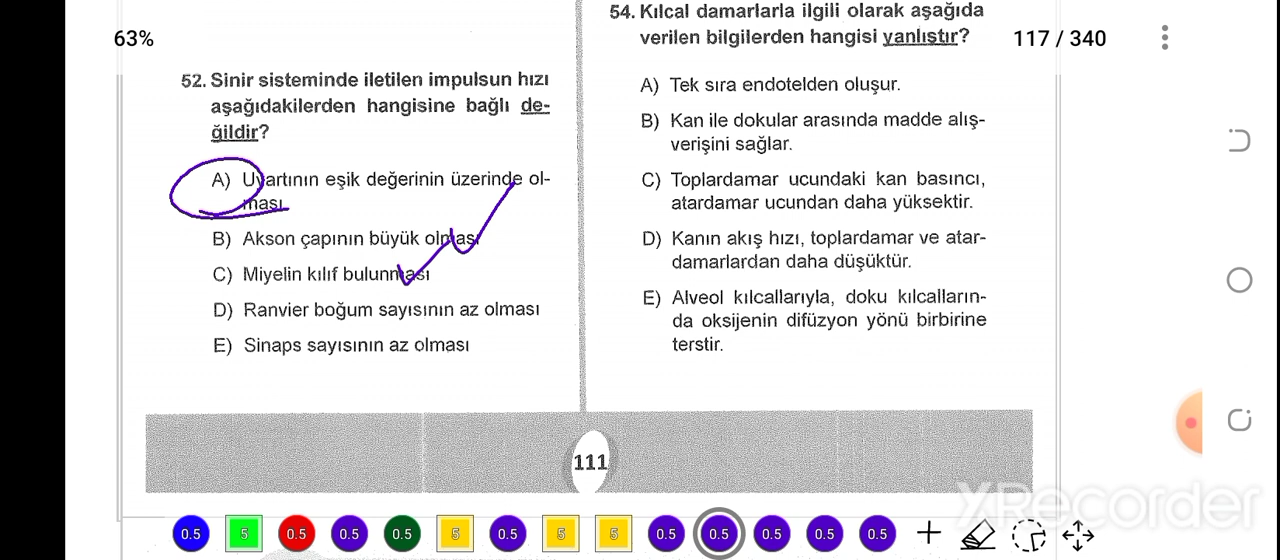 63%
117 / 340
52. Sinir sisteminde iletilen impulsun hızı
aşağıdakilerden hangisine bağlı de-
ğildir?
A) Uyartının eşik değerinin üzerinde ol-
ması
B) Akson çapının büyük olması
C) Miyelin kılıf bulunması
D) Ranvier boğum sayısının az olması
E) Sinaps sayısının az olması
54. Kılcal damarlarla ilgili olarak aşağıda
verilen bilgilerden hangisi yanlıştır?
A) Tek sıra endotelden oluşur.
B) Kan ile dokular arasında madde alış-
verişini sağlar.
C) Toplardamar ucundaki kan basıncı,
atardamar ucundan daha yüksektir.
D) Kanın akış hızı, toplardamar ve atar-
damarlardan daha düşüktür.
E) Alveol kılcallarıyla, doku kılcalların-
da oksijenin difüzyon yönü birbirine
terstir.
111
XRecorder
0.5 5 0.5 0.5 0.5 5 0.5 5 5 0.5 0.5 0.5 0.5 0.5